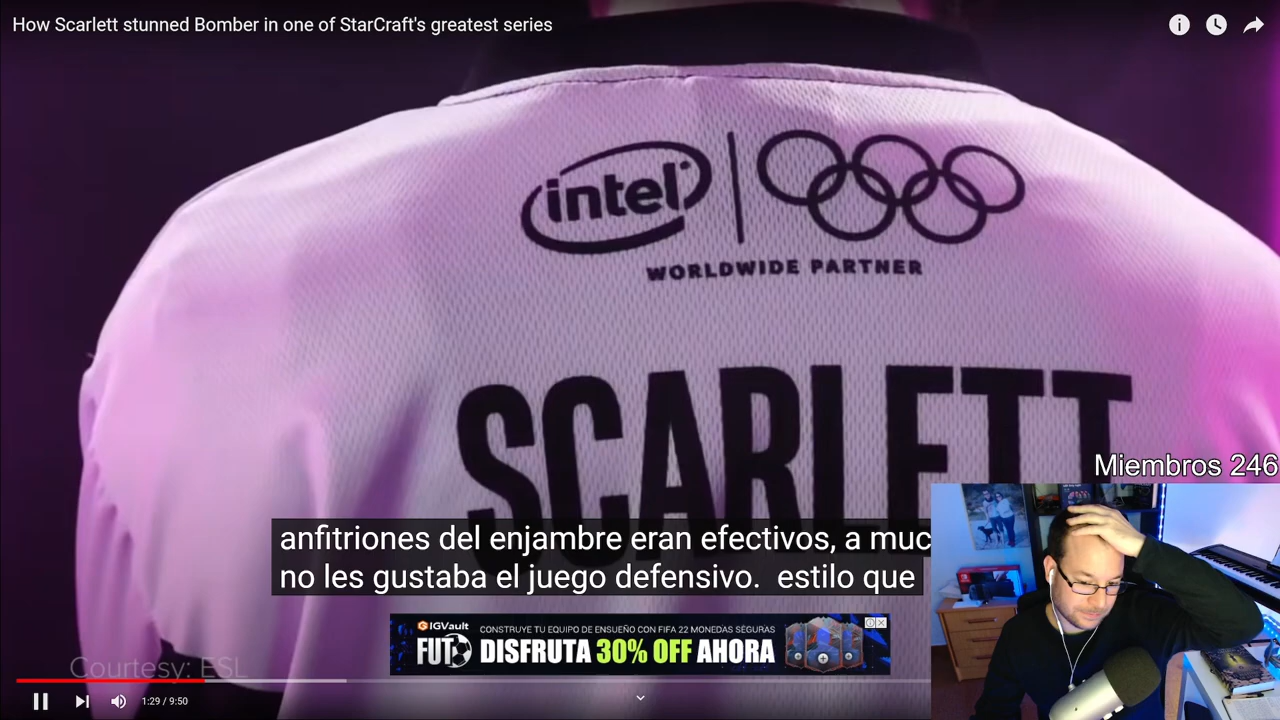 How Scarlett stunned Bomber in one of StarCraft's greatest series
intel
WORLDWIDE PARTNER
SCARLETT
Miembros 246
anfitriones del enjambre eran efectivos, a muc
no les gustaba el juego defensivo.  estilo que
IGVault
CONSTRUYE TU EQUIPO DE ENSUEÑO CON FIFA 22 MONEDAS SEGURAS
FUT DISFRUTA 30% OFF AHORA
Courtesy: ESL
1:29 / 9:50